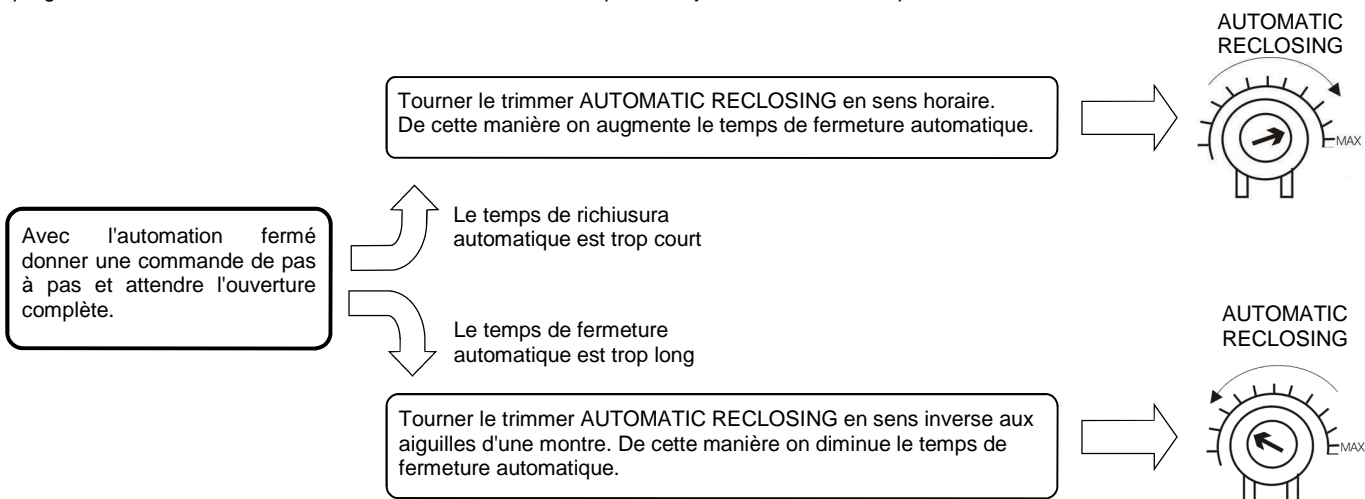 AUTOMATIC
RECLOSING
Tourner le trimmer AUTOMATIC RECLOSING en sens horaire.
De cette manière on augmente le temps de fermeture automatique.
MAX
Le temps de richiusura
automatique est trop court
Avec l'automation fermé
donner une commande de pas
à pas et attendre l'ouverture
complète.
Le temps de fermeture
automatique est trop long
AUTOMATIC
RECLOSING
Tourner le trimmer AUTOMATIC RECLOSING en sens inverse aux
aiguilles d'une montre. De cette manière on diminue le temps de
fermeture automatique.
MAX